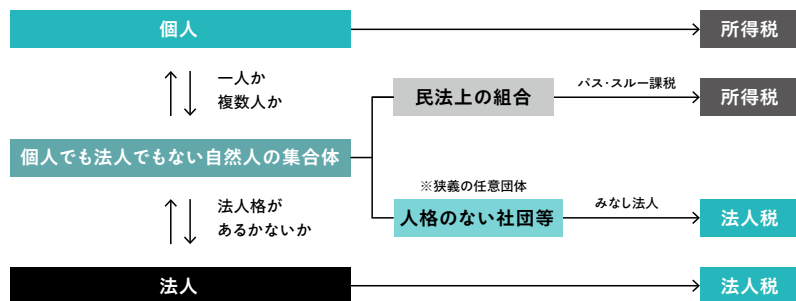 個人
所得税
一人か
複数人か
民法上の組合
パス・スルー課税
所得税
個人でも法人でもない自然人の集合体
※狭義の任意団体
人格のない社団等
みなし法人
法人税
法人格が
あるかないか
法人
法人税